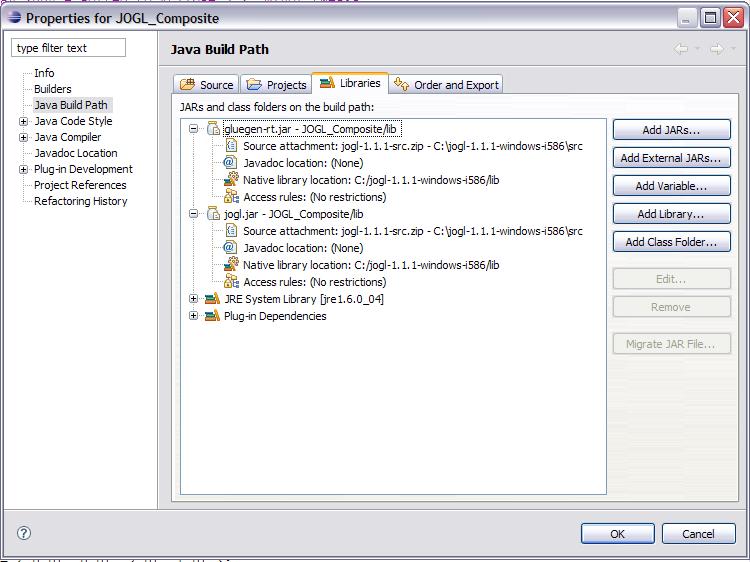 Properties for JOGL_Composite
type filter text
Info
Builders
Java Build Path
Java Code Style
Java Compiler
Javadoc Location
Plug-in Development
Project References
Refactoring History
Java Build Path
Source Projects Libraries Order and Export
JARs and class folders on the build path:
gluegen-rt.jar - JOGL_Composite/lib
Source attachment: jogl-1.1.1-src.zip - C:\jogl-1.1.1-windows-i586\src
Javadoc location: (None)
Native library location: C:/jogl-1.1.1-windows-i586/lib
Access rules: (No restrictions)
jogl.jar - JOGL_Composite/lib
Source attachment: jogl-1.1.1-src.zip - C:\jogl-1.1.1-windows-i586\src
Javadoc location: (None)
Native library location: C:/jogl-1.1.1-windows-i586/lib
Access rules: (No restrictions)
JRE System Library [jre1.6.0_04]
Plug-in Dependencies
Add JARs...
Add External JARs...
Add Variable...
Add Library...
Add Class Folder...
Edit...
Remove
Migrate JAR File...
OK Cancel